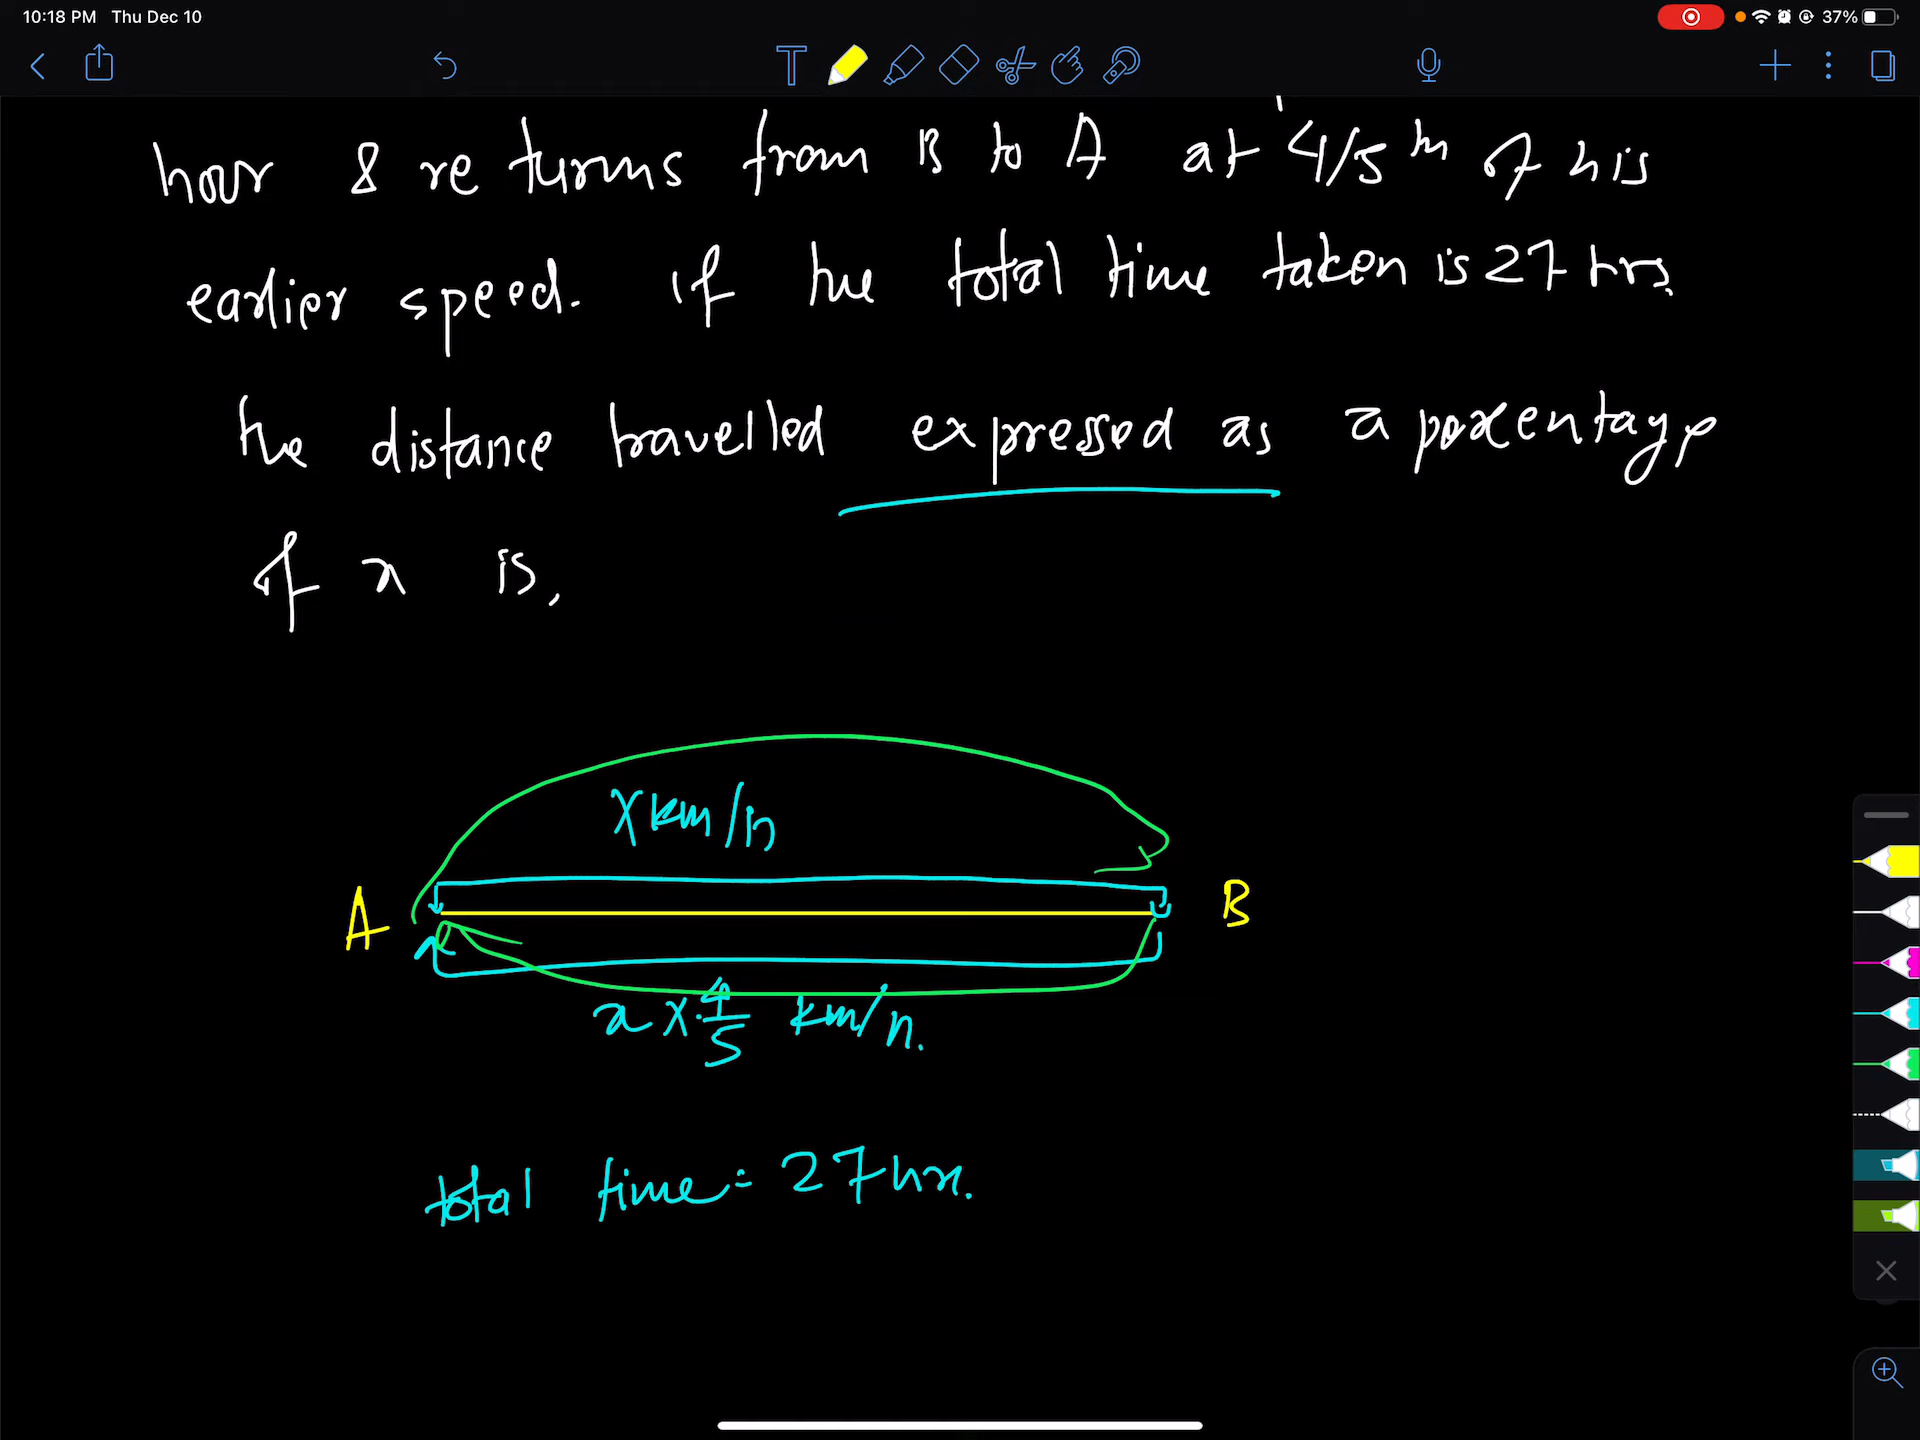 10:18 PM Thu Dec 10
37%
hour & returns from B to A at 4/5th of his
earlier speed. If the total time taken is 27 hrs.
the distance travelled expressed as a percentage
of x is,
x km/h
A
B
x × 4/5 km/h.
total time = 27 hr.